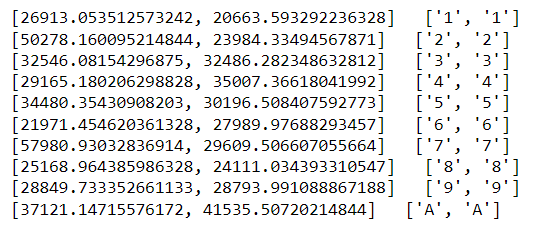 [26913.053512573242, 20663.593292236328]   ['1', '1']
[50278.160095214844, 23984.33494567871]   ['2', '2']
[32546.08154296875, 32486.282348632812]   ['3', '3']
[29165.180206298828, 35007.36618041992]   ['4', '4']
[34480.35430908203, 30196.508407592773]   ['5', '5']
[21971.454620361328, 27989.97688293457]   ['6', '6']
[57980.93032836914, 29609.506607055664]   ['7', '7']
[25168.964385986328, 24111.034393310547]   ['8', '8']
[28849.733352661133, 28793.991088867188]   ['9', '9']
[37121.14715576172, 41535.50720214844]   ['A', 'A']